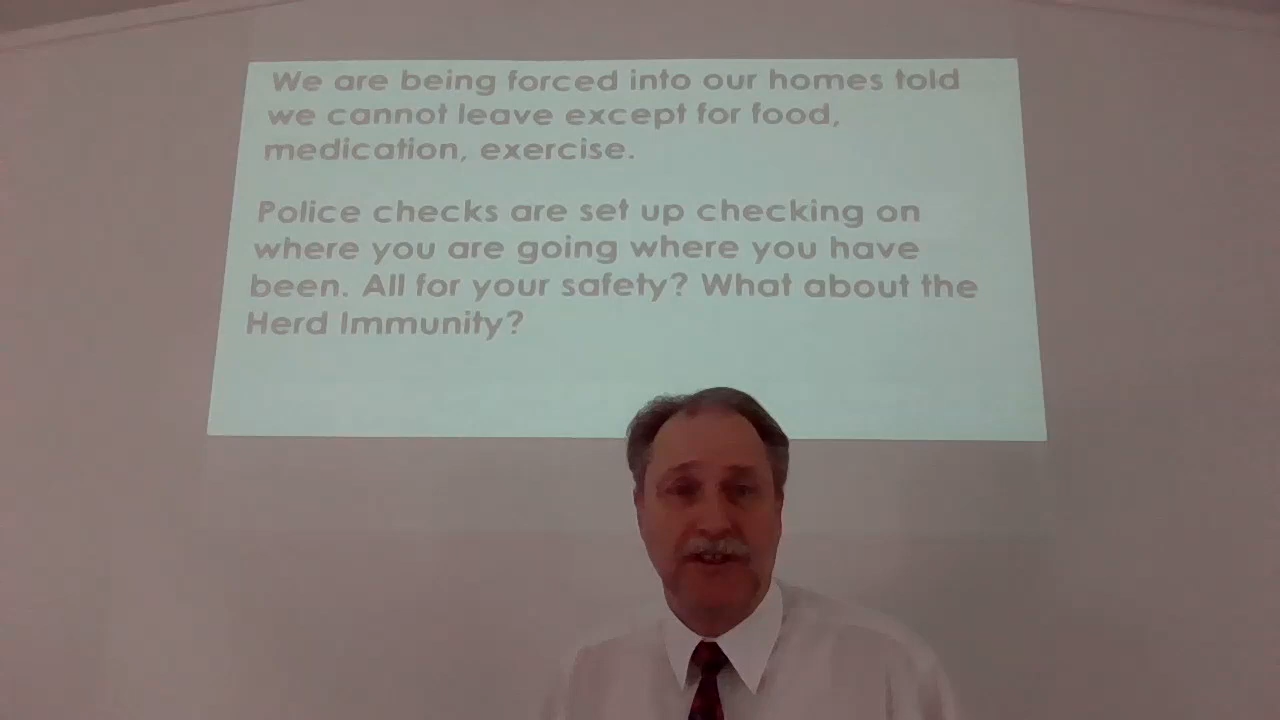 We are being forced into our homes told
we cannot leave except for food,
medication, exercise.
Police checks are set up checking on
where you are going where you have
been. All for your safety? What about the
Herd Immunity?